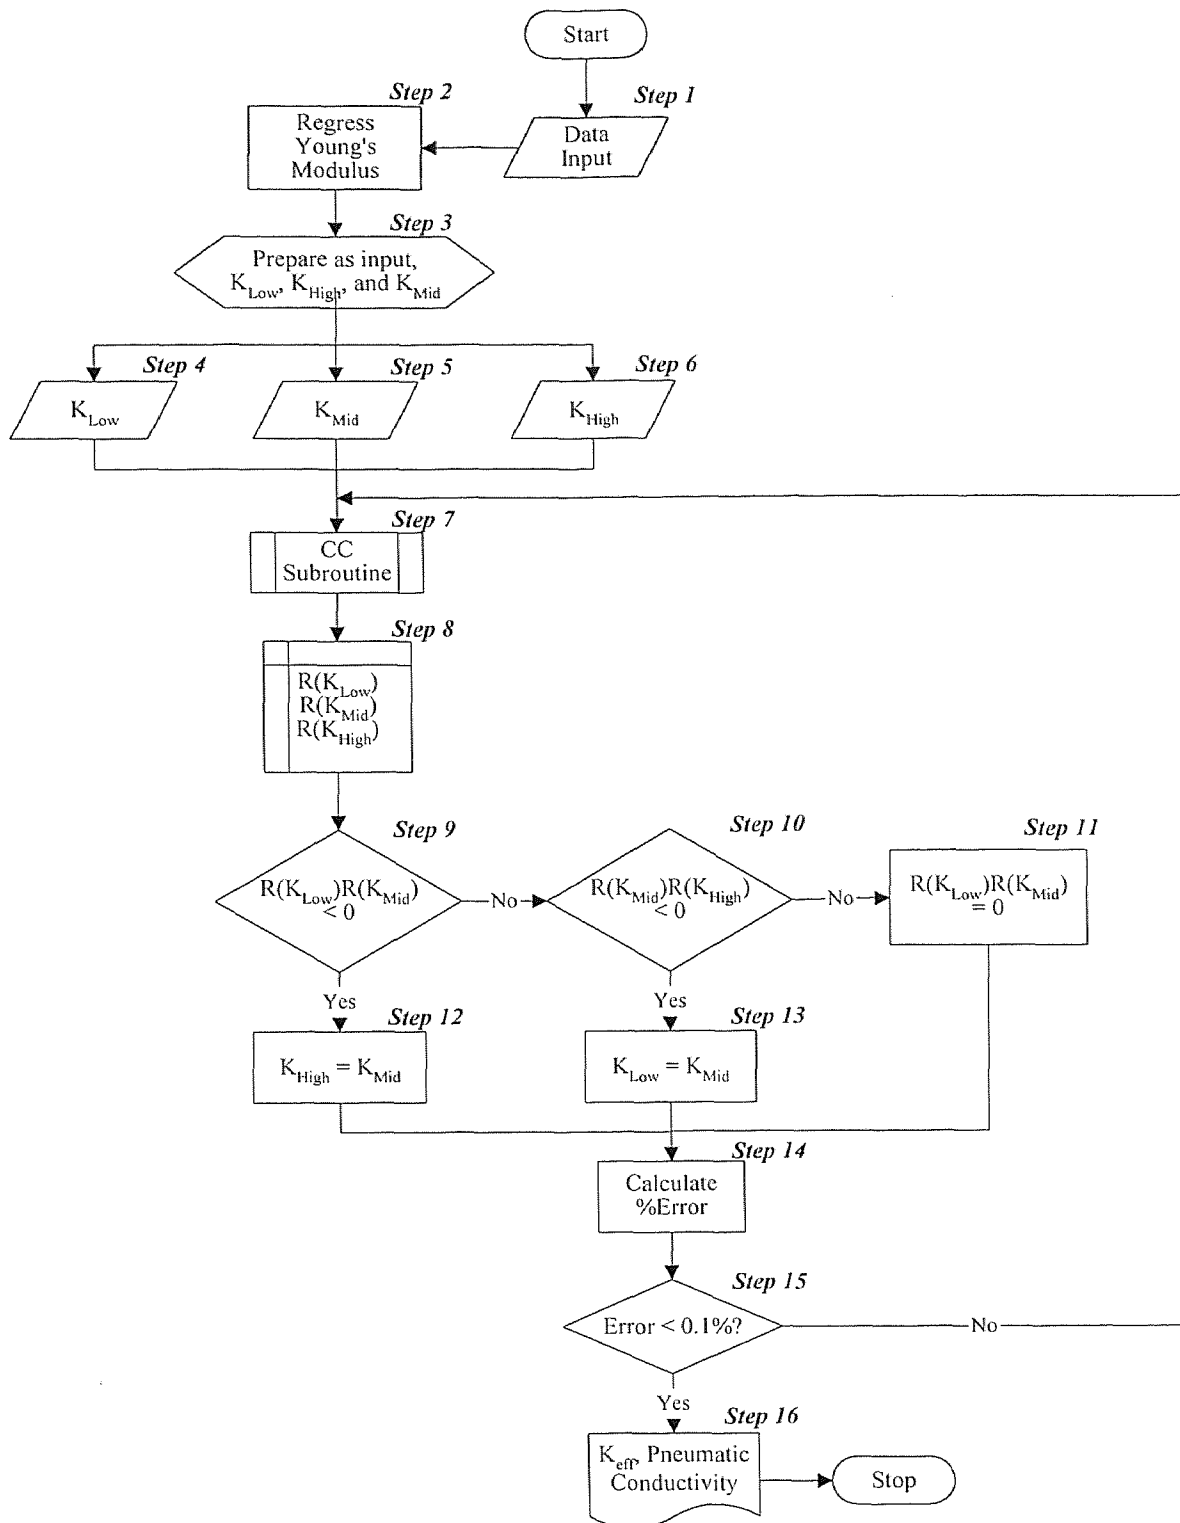 Start
Step 1
Data
Input
Step 2
Regress
Young's
Modulus
Step 3
Prepare as input,
K_Low, K_High, and K_Mid
Step 4
K_Low
Step 5
K_Mid
Step 6
K_High
Step 7
CC
Subroutine
Step 8
R(K_Low)
R(K_Mid)
R(K_High)
Step 9
R(K_Low)R(K_Mid)
< 0
No
Step 10
R(K_Mid)R(K_High)
< 0
No
Step 11
R(K_Low)R(K_Mid)
= 0
Yes
Yes
Step 12
K_High = K_Mid
Step 13
K_Low = K_Mid
Step 14
Calculate
%Error
Step 15
Error < 0.1%?
No
Yes
Step 16
K_eff, Pneumatic
Conductivity
Stop